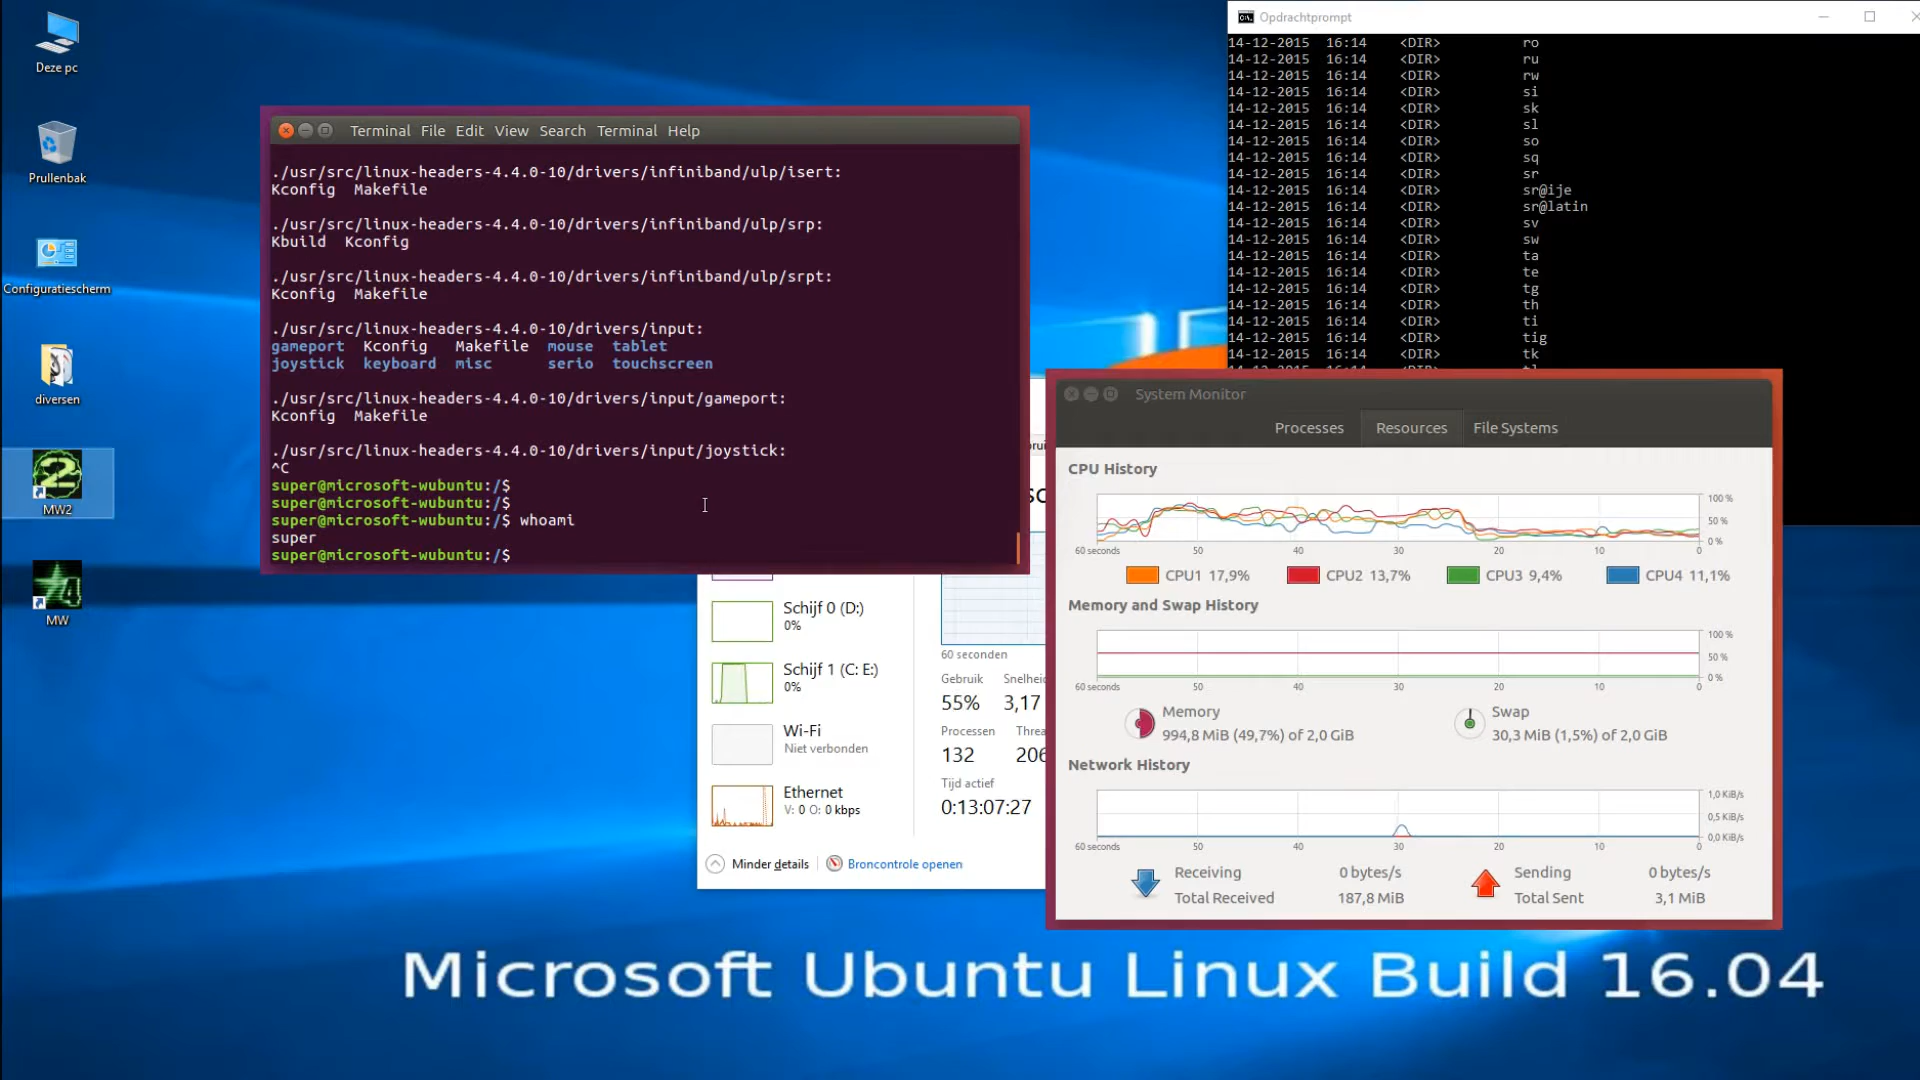 Deze pc
Prullenbak
Configuratiescherm
diversen
MW2
MW
Terminal File Edit View Search Terminal Help
./usr/src/linux-headers-4.4.0-10/drivers/infiniband/ulp/isert:
Kconfig Makefile
./usr/src/linux-headers-4.4.0-10/drivers/infiniband/ulp/srp:
Kbuild Kconfig
./usr/src/linux-headers-4.4.0-10/drivers/infiniband/ulp/srpt:
Kconfig Makefile
./usr/src/linux-headers-4.4.0-10/drivers/input:
gameport Kconfig Makefile mouse tablet
joystick keyboard misc serio touchscreen
./usr/src/linux-headers-4.4.0-10/drivers/input/gameport:
Kconfig Makefile
./usr/src/linux-headers-4.4.0-10/drivers/input/joystick:
^C
super@microsoft-wubuntu:/$
super@microsoft-wubuntu:/$
super@microsoft-wubuntu:/$ whoami
super
super@microsoft-wubuntu:/$
Opdrachtprompt
14-12-2015 16:14 <DIR> ro
14-12-2015 16:14 <DIR> ru
14-12-2015 16:14 <DIR> rw
14-12-2015 16:14 <DIR> si
14-12-2015 16:14 <DIR> sk
14-12-2015 16:14 <DIR> sl
14-12-2015 16:14 <DIR> so
14-12-2015 16:14 <DIR> sq
14-12-2015 16:14 <DIR> sr
14-12-2015 16:14 <DIR> sr@ije
14-12-2015 16:14 <DIR> sr@latin
14-12-2015 16:14 <DIR> sv
14-12-2015 16:14 <DIR> sw
14-12-2015 16:14 <DIR> ta
14-12-2015 16:14 <DIR> te
14-12-2015 16:14 <DIR> tg
14-12-2015 16:14 <DIR> th
14-12-2015 16:14 <DIR> ti
14-12-2015 16:14 <DIR> tig
14-12-2015 16:14 <DIR> tk
Schijf 0 (D:)
0%
Schijf 1 (C: E:)
0%
Wi-Fi
Niet verbonden
Ethernet
V: 0 O: 0 kbps
60 seconden
Gebruik Snelheid
55% 3,17
Processen
132 206
Tijd actief
0:13:07:27
Minder details
Broncontrole openen
System Monitor
Processes Resources File Systems
CPU History
100 %
50 %
0 %
60 seconds 50 40 30 20 10 0
CPU1 17,9% CPU2 13,7% CPU3 9,4% CPU4 11,1%
Memory and Swap History
100 %
50 %
0 %
60 seconds 50 40 30 20 10 0
Memory
994,8 MiB (49,7%) of 2,0 GiB
Swap
30,3 MiB (1,5%) of 2,0 GiB
Network History
1,0 KiB/s
0,5 KiB/s
0,0 KiB/s
60 seconds 50 40 30 20 10 0
Receiving 0 bytes/s
Total Received 187,8 MiB
Sending 0 bytes/s
Total Sent 3,1 MiB
Microsoft Ubuntu Linux Build 16.04